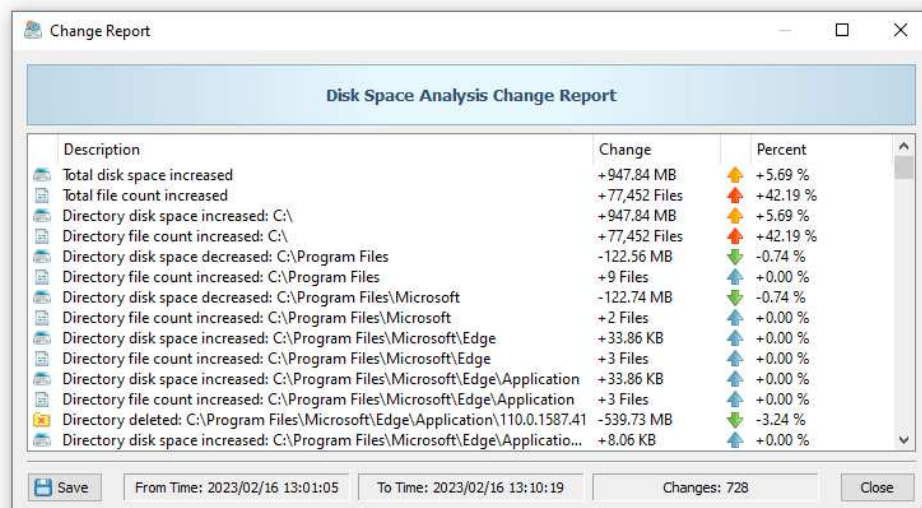 Change Report
Disk Space Analysis Change Report
Description Change Percent
Total disk space increased +947.84 MB +5.69 %
Total file count increased +77,452 Files +42.19 %
Directory disk space increased: C:\ +947.84 MB +5.69 %
Directory file count increased: C:\ +77,452 Files +42.19 %
Directory disk space decreased: C:\Program Files -122.56 MB -0.74 %
Directory file count increased: C:\Program Files +9 Files +0.00 %
Directory disk space decreased: C:\Program Files\Microsoft -122.74 MB -0.74 %
Directory file count increased: C:\Program Files\Microsoft +2 Files +0.00 %
Directory disk space increased: C:\Program Files\Microsoft\Edge +33.86 KB +0.00 %
Directory file count increased: C:\Program Files\Microsoft\Edge +3 Files +0.00 %
Directory disk space increased: C:\Program Files\Microsoft\Edge\Application +33.86 KB +0.00 %
Directory file count increased: C:\Program Files\Microsoft\Edge\Application +3 Files +0.00 %
Directory deleted: C:\Program Files\Microsoft\Edge\Application\110.0.1587.41 -539.73 MB -3.24 %
Directory disk space increased: C:\Program Files\Microsoft\Edge\Applicatio... +8.06 KB +0.00 %
Save From Time: 2023/02/16 13:01:05 To Time: 2023/02/16 13:10:19 Changes: 728 Close